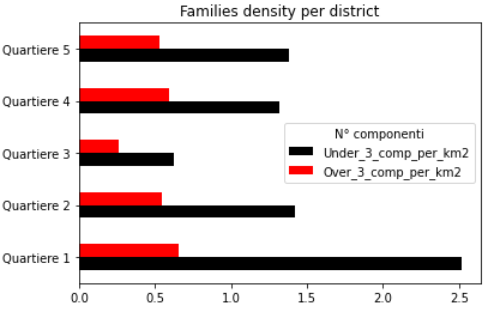 Families density per district
Quartiere 5
Quartiere 4
Quartiere 3
Quartiere 2
Quartiere 1
N° componenti
Under_3_comp_per_km2
Over_3_comp_per_km2
0.0 0.5 1.0 1.5 2.0 2.5